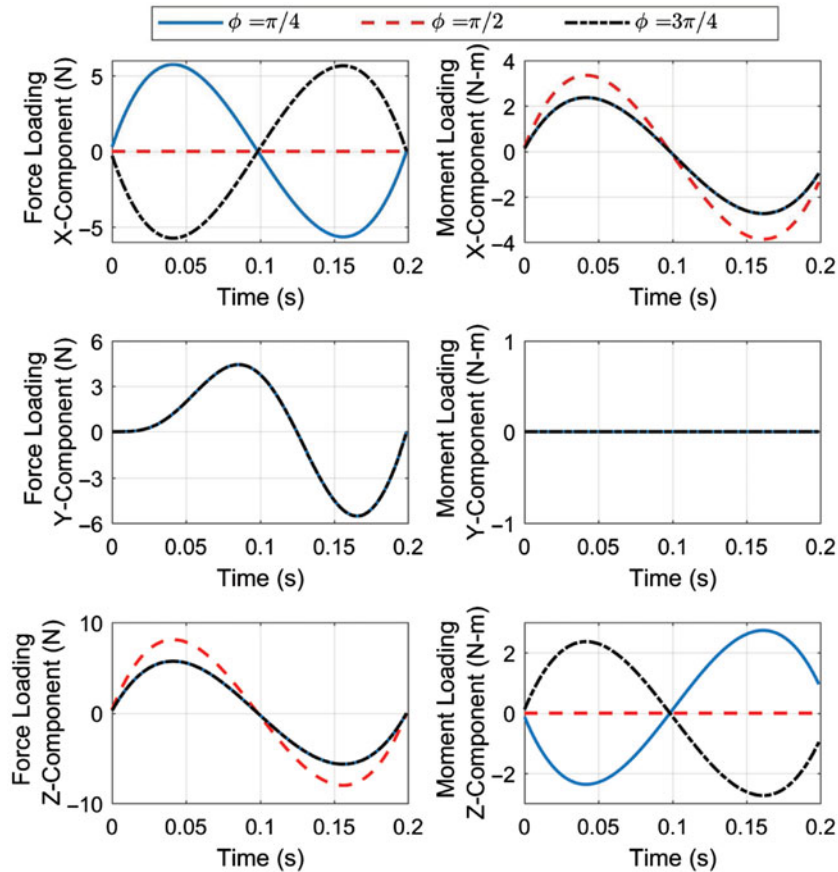 ϕ =π/4 ϕ =π/2 ϕ =3π/4
Force Loading
X-Component (N)
5
0
−5
0 0.05 0.1 0.15 0.2
Time (s)
Moment Loading
X-Component (N-m)
4
2
0
−2
−4
0 0.05 0.1 0.15 0.2
Time (s)
Force Loading
Y-Component (N)
6
3
0
−3
−6
0 0.05 0.1 0.15 0.2
Time (s)
Moment Loading
Y-Component (N-m)
1
0
−1
0 0.05 0.1 0.15 0.2
Time (s)
Force Loading
Z-Component (N)
10
0
−10
0 0.05 0.1 0.15 0.2
Time (s)
Moment Loading
Z-Component (N-m)
2
0
−2
0 0.05 0.1 0.15 0.2
Time (s)